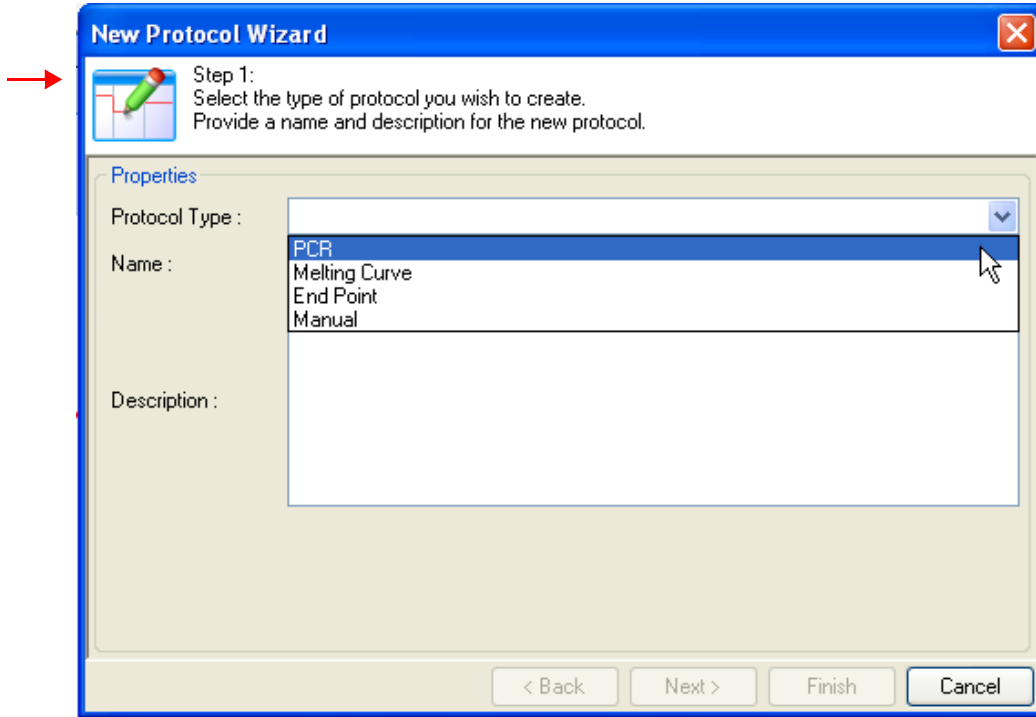 New Protocol Wizard
Step 1:
Select the type of protocol you wish to create.
Provide a name and description for the new protocol.
Properties
Protocol Type :
PCR
Name :
Melting Curve
End Point
Manual
Description :
< Back
Next >
Finish
Cancel